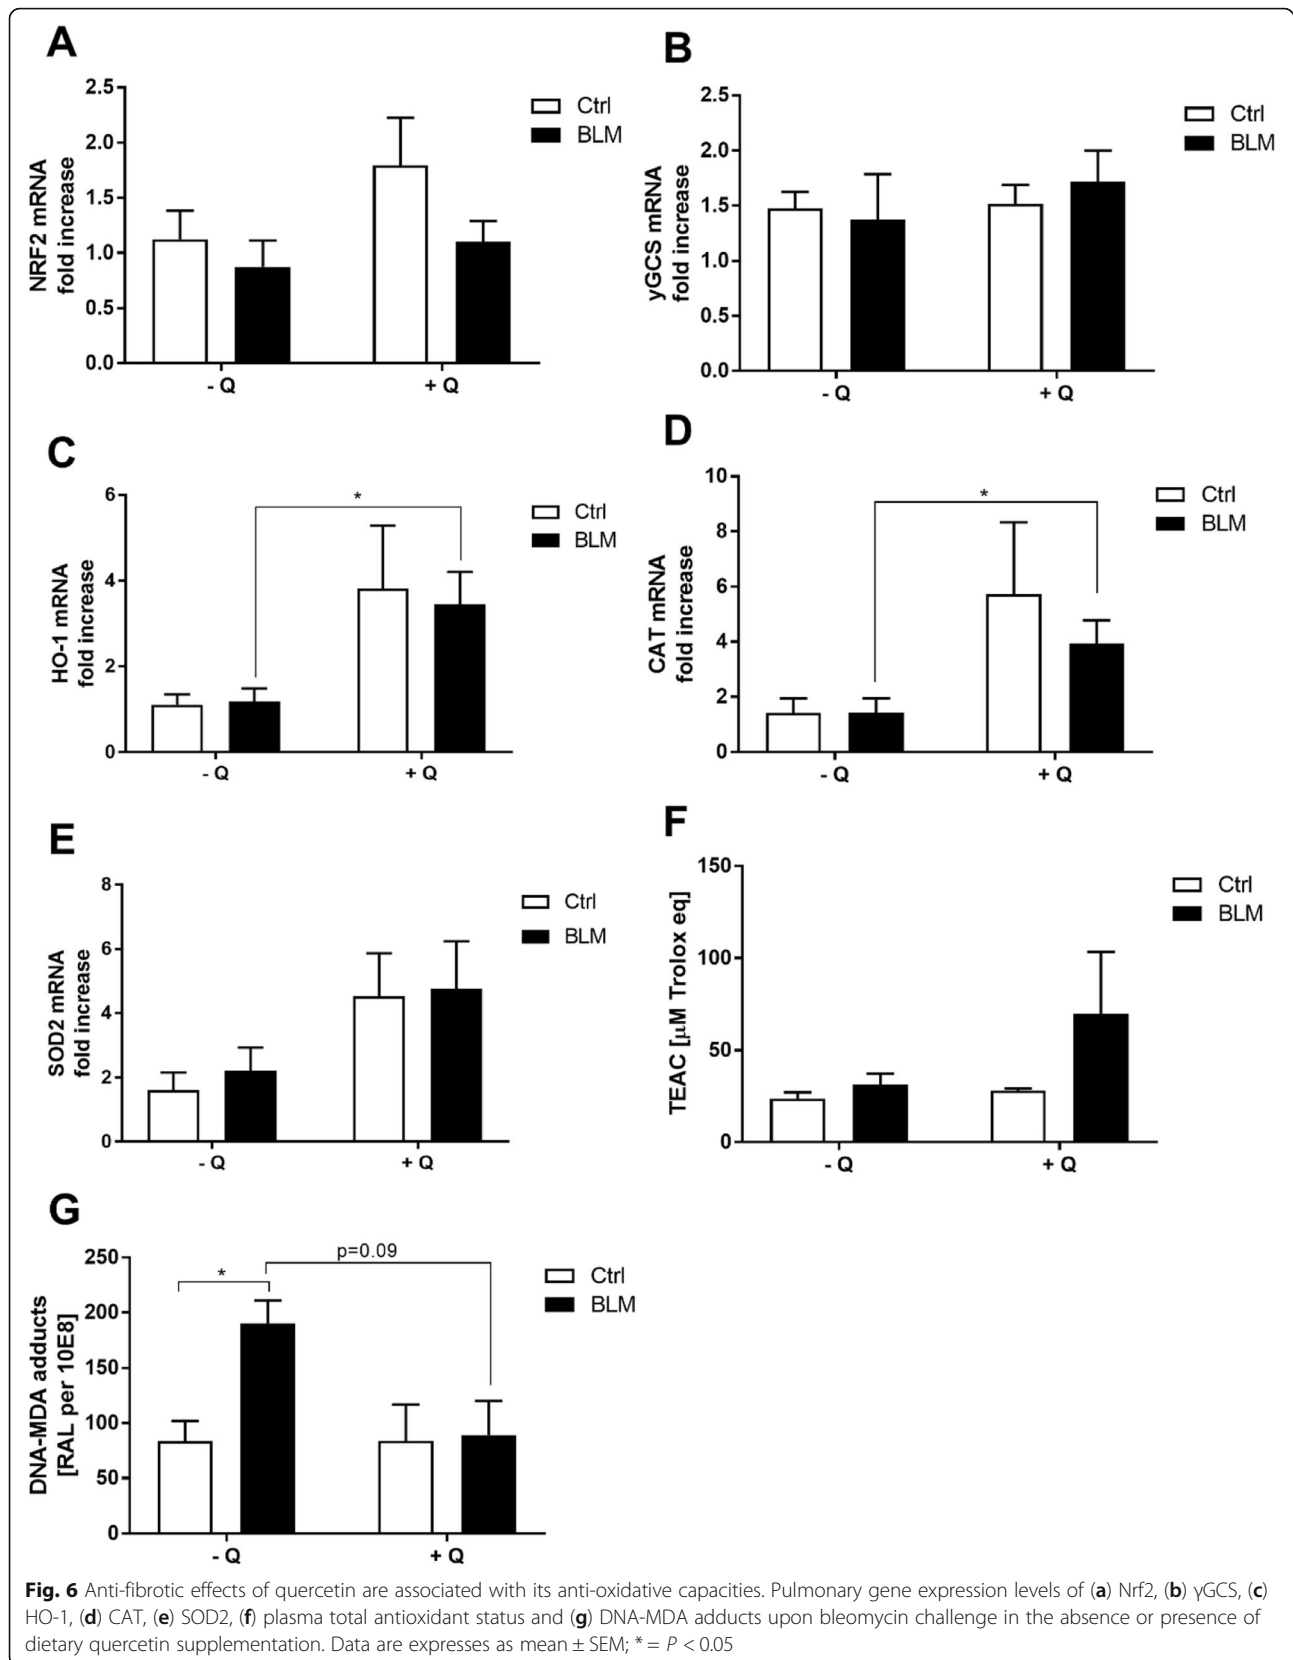 A
NRF2 mRNA
fold increase
2.5
2.0
1.5
1.0
0.5
0.0
- Q
+ Q
Ctrl
BLM
B
yGCS mRNA
fold increase
2.5
2.0
1.5
1.0
0.5
0.0
- Q
+ Q
Ctrl
BLM
C
HO-1 mRNA
fold increase
6
4
2
0
*
- Q
+ Q
Ctrl
BLM
D
CAT mRNA
fold increase
10
8
6
4
2
0
*
- Q
+ Q
Ctrl
BLM
E
SOD2 mRNA
fold increase
8
6
4
2
0
- Q
+ Q
Ctrl
BLM
F
TEAC [μM Trolox eq]
150
100
50
0
- Q
+ Q
Ctrl
BLM
G
DNA-MDA adducts
[RAL per 10E8]
250
200
150
100
50
0
*
p=0.09
- Q
+ Q
Ctrl
BLM
Fig. 6 Anti-fibrotic effects of quercetin are associated with its anti-oxidative capacities. Pulmonary gene expression levels of (a) Nrf2, (b) γGCS, (c)
HO-1, (d) CAT, (e) SOD2, (f) plasma total antioxidant status and (g) DNA-MDA adducts upon bleomycin challenge in the absence or presence of
dietary quercetin supplementation. Data are expresses as mean ± SEM; * = P < 0.05